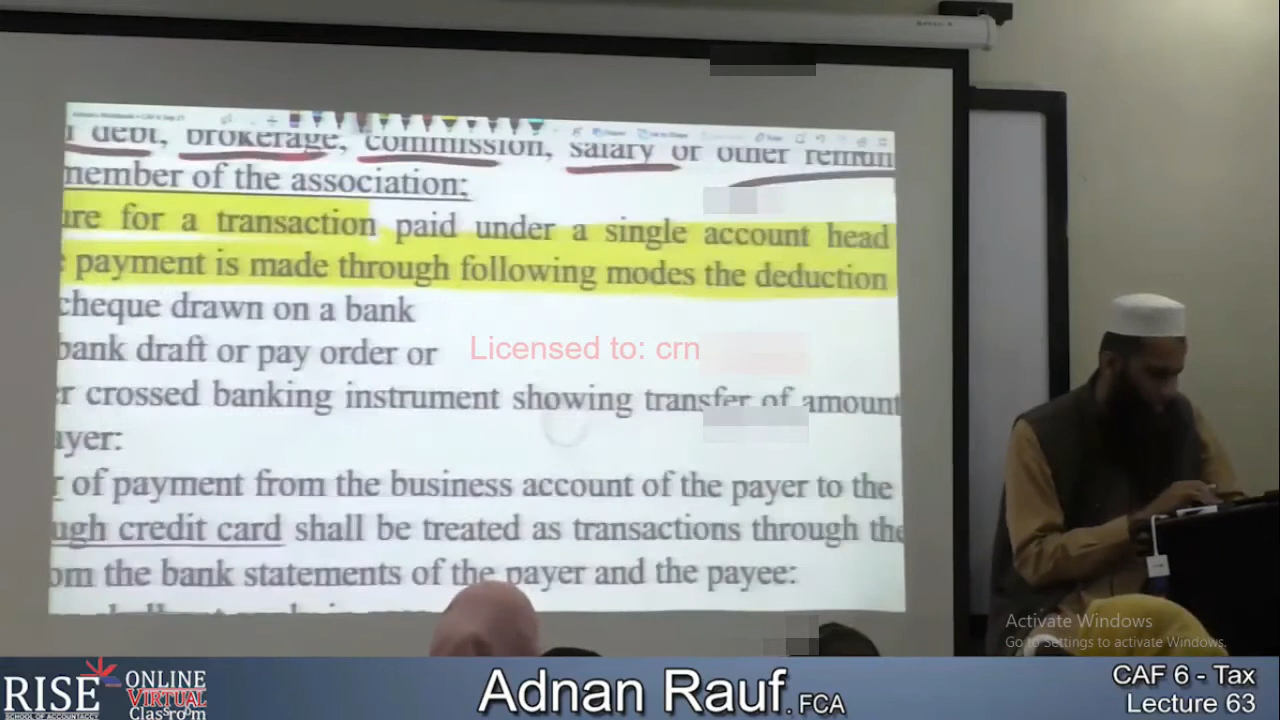 debt, brokerage, commission, salary or other remun
member of the association;
for a transaction paid under a single account head
payment is made through following modes the deduction
cheque drawn on a bank
bank draft or pay order or
Licensed to: crn
crossed banking instrument showing transfer of amount
ayer:
of payment from the business account of the payer to the
ugh credit card shall be treated as transactions through the
om the bank statements of the payer and the payee:
Activate Windows
Go to Settings to activate Windows.
RISE
SCHOOL OF ACCOUNTANCY
ONLINE
VIRTUAL
Classroom
Adnan Rauf. FCA
CAF 6 - Tax
Lecture 63